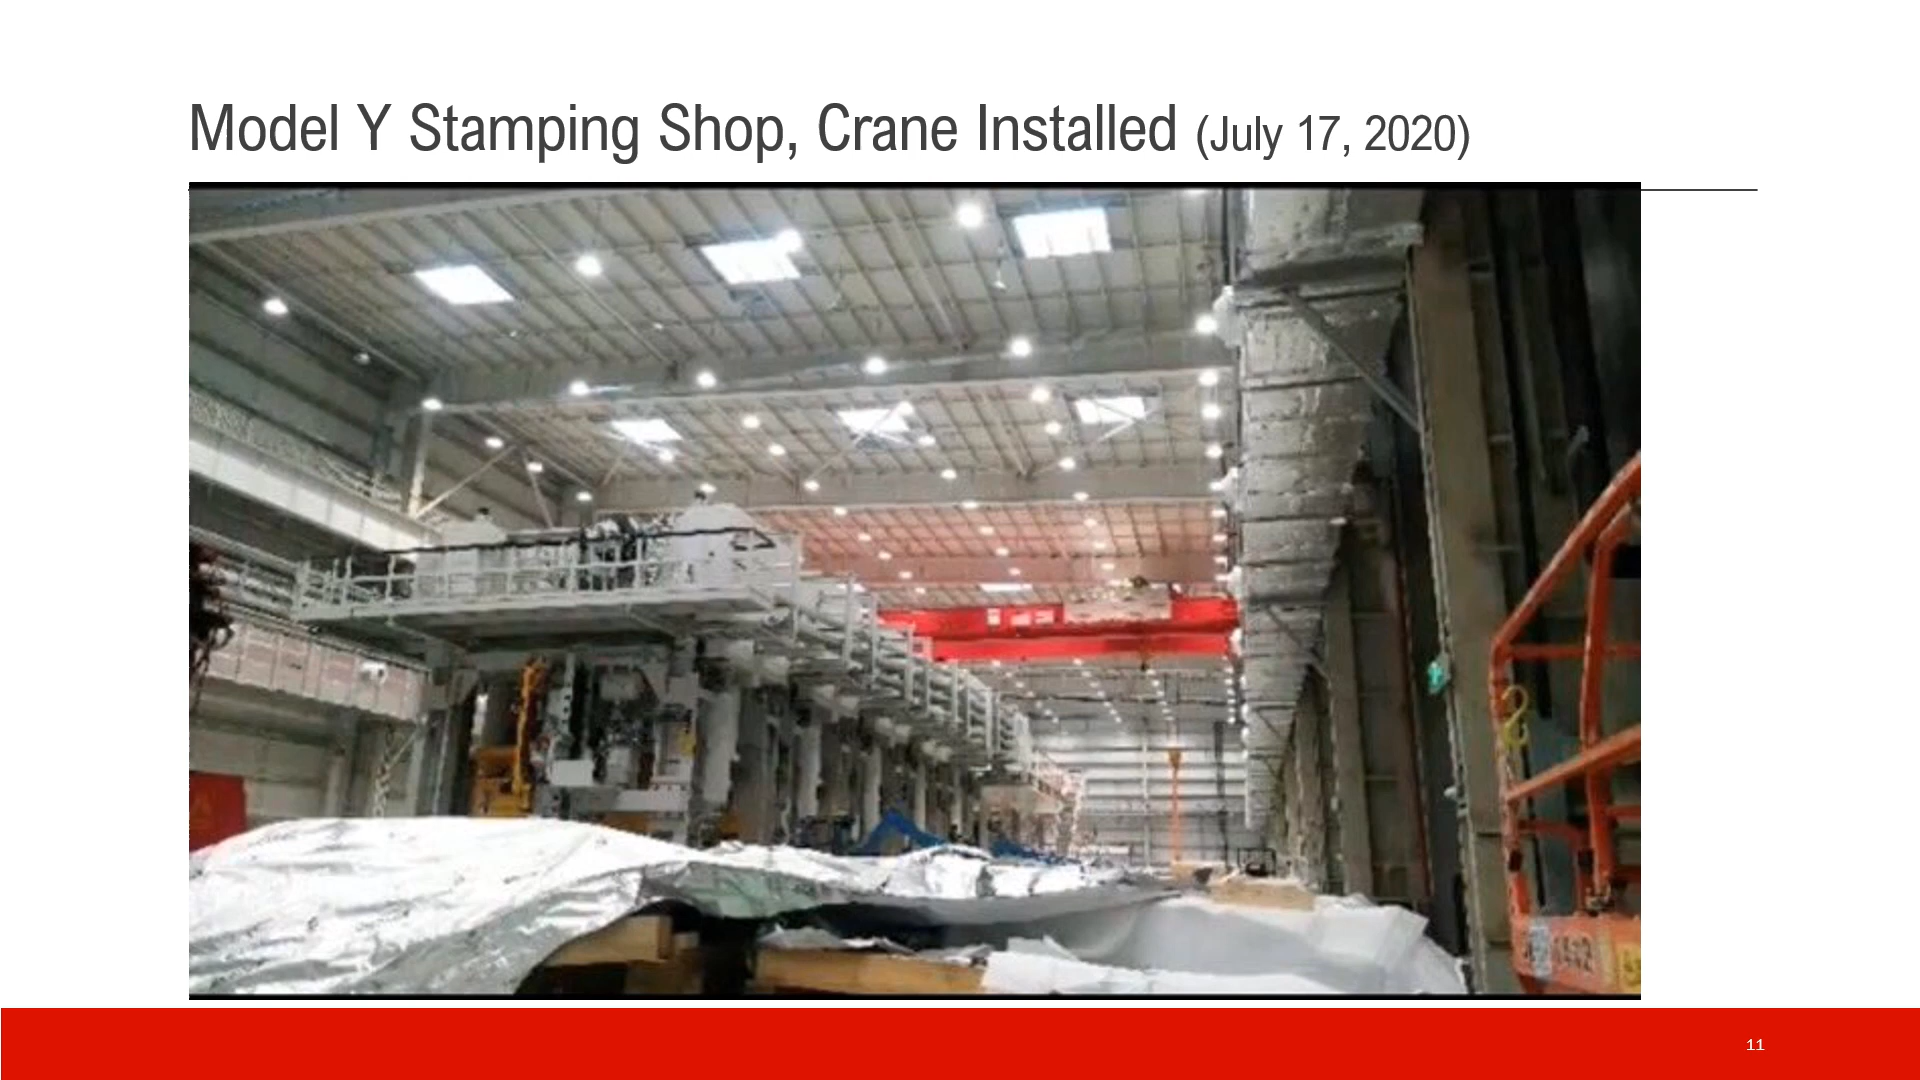 Model Y Stamping Shop, Crane Installed (July 17, 2020)
11